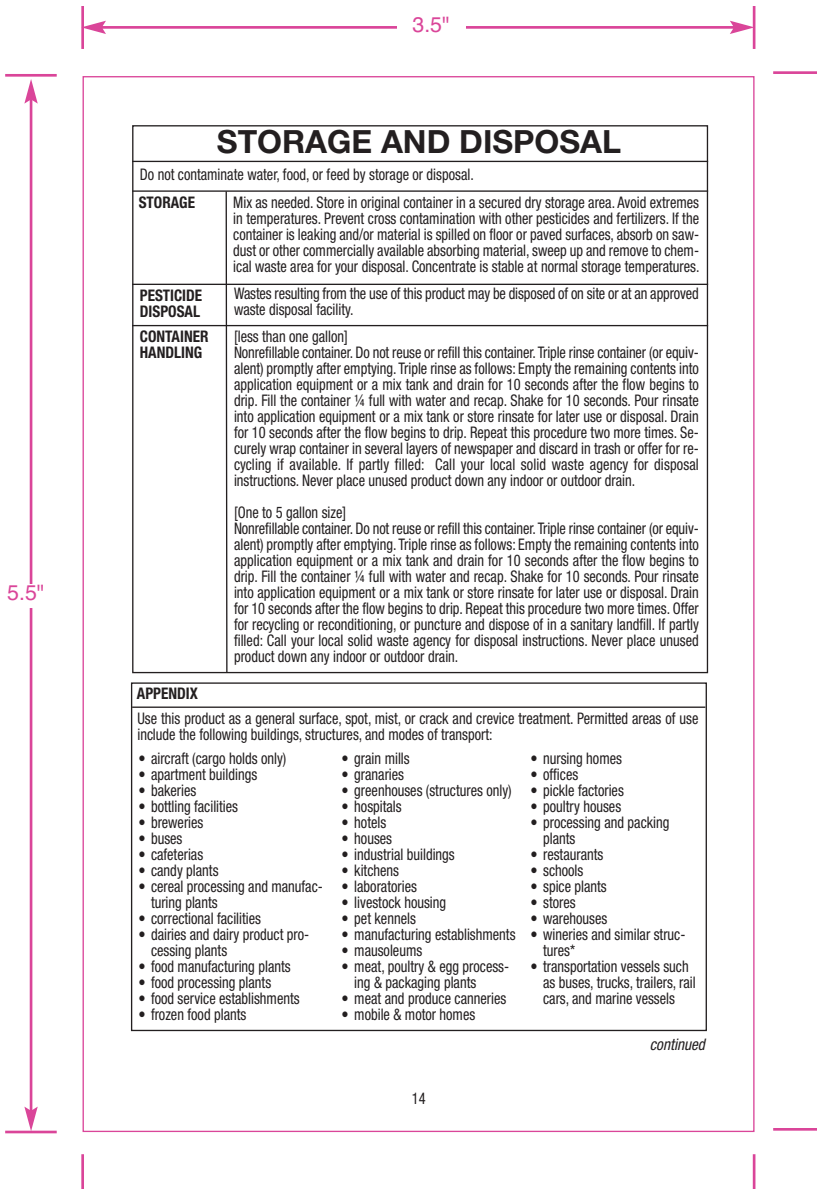 3.5"
5.5"
STORAGE AND DISPOSAL
Do not contaminate water, food, or feed by storage or disposal.
STORAGE
Mix as needed. Store in original container in a secured dry storage area. Avoid extremes
in temperatures. Prevent cross contamination with other pesticides and fertilizers. If the
container is leaking and/or material is spilled on floor or paved surfaces, absorb on saw-
dust or other commercially available absorbing material, sweep up and remove to chem-
ical waste area for your disposal. Concentrate is stable at normal storage temperatures.
PESTICIDE
DISPOSAL
Wastes resulting from the use of this product may be disposed of on site or at an approved
waste disposal facility.
CONTAINER
HANDLING
[less than one gallon]
Nonrefillable container. Do not reuse or refill this container. Triple rinse container (or equiv-
alent) promptly after emptying. Triple rinse as follows: Empty the remaining contents into
application equipment or a mix tank and drain for 10 seconds after the flow begins to
drip. Fill the container ¼ full with water and recap. Shake for 10 seconds. Pour rinsate
into application equipment or a mix tank or store rinsate for later use or disposal. Drain
for 10 seconds after the flow begins to drip. Repeat this procedure two more times. Se-
curely wrap container in several layers of newspaper and discard in trash or offer for re-
cycling if available. If partly filled: Call your local solid waste agency for disposal
instructions. Never place unused product down any indoor or outdoor drain.
[One to 5 gallon size]
Nonrefillable container. Do not reuse or refill this container. Triple rinse container (or equiv-
alent) promptly after emptying. Triple rinse as follows: Empty the remaining contents into
application equipment or a mix tank and drain for 10 seconds after the flow begins to
drip. Fill the container ¼ full with water and recap. Shake for 10 seconds. Pour rinsate
into application equipment or a mix tank or store rinsate for later use or disposal. Drain
for 10 seconds after the flow begins to drip. Repeat this procedure two more times. Offer
for recycling or reconditioning, or puncture and dispose of in a sanitary landfill. If partly
filled: Call your local solid waste agency for disposal instructions. Never place unused
product down any indoor or outdoor drain.
APPENDIX
Use this product as a general surface, spot, mist, or crack and crevice treatment. Permitted areas of use
include the following buildings, structures, and modes of transport:
• aircraft (cargo holds only)
• apartment buildings
• bakeries
• bottling facilities
• breweries
• buses
• cafeterias
• candy plants
• cereal processing and manufac-
turing plants
• correctional facilities
• dairies and dairy product pro-
cessing plants
• food manufacturing plants
• food processing plants
• food service establishments
• frozen food plants
• grain mills
• granaries
• greenhouses (structures only)
• hospitals
• hotels
• houses
• industrial buildings
• kitchens
• laboratories
• livestock housing
• pet kennels
• manufacturing establishments
• mausoleums
• meat, poultry & egg process-
ing & packaging plants
• meat and produce canneries
• mobile & motor homes
• nursing homes
• offices
• pickle factories
• poultry houses
• processing and packing
plants
• restaurants
• schools
• spice plants
• stores
• warehouses
• wineries and similar struc-
tures*
• transportation vessels such
as buses, trucks, trailers, rail
cars, and marine vessels
continued
14